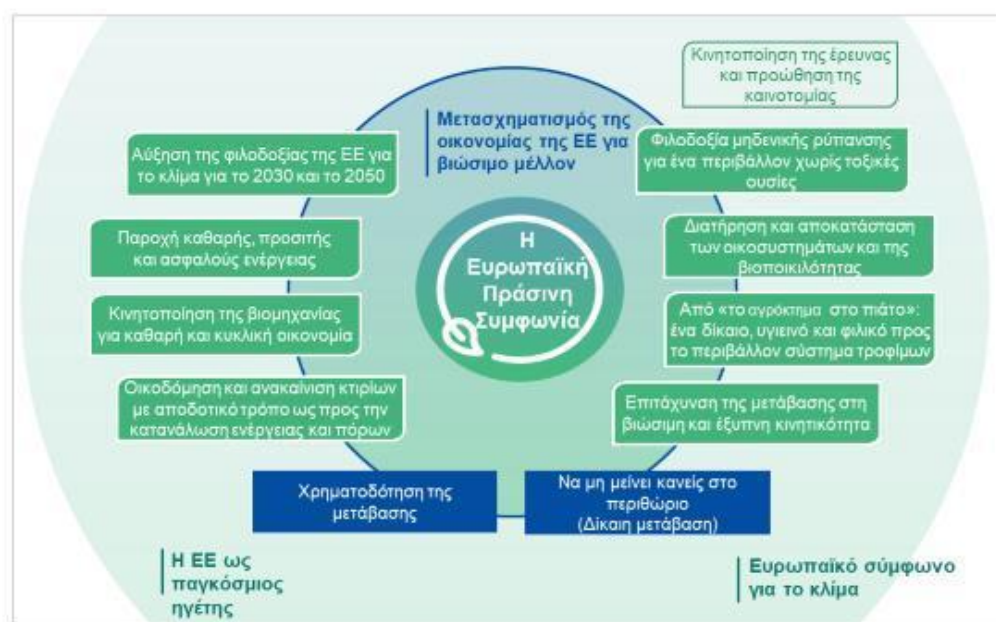 Κινητοποίηση της έρευνας
και προώθηση της
καινοτομίας
Μετασχηματισμός της
οικονομίας της ΕΕ για
βιώσιμο μέλλον
Αύξηση της φιλοδοξίας της ΕΕ για
το κλίμα για το 2030 και το 2050
Φιλοδοξία μηδενικής ρύπανσης
για ένα περιβάλλον χωρίς τοξικές
ουσίες
Παροχή καθαρής, προσιτής
και ασφαλούς ενέργειας
Η
Ευρωπαϊκή
Πράσινη
Συμφωνία
Διατήρηση και αποκατάσταση
των οικοσυστημάτων και της
βιοποικιλότητας
Κινητοποίηση της βιομηχανίας
για καθαρή και κυκλική οικονομία
Από «το αγρόκτημα στο πιάτο»:
ένα δίκαιο, υγιεινό και φιλικό προς
το περιβάλλον σύστημα τροφίμων
Οικοδόμηση και ανακαίνιση κτιρίων
με αποδοτικό τρόπο ως προς την
κατανάλωση ενέργειας και πόρων
Επιτάχυνση της μετάβασης στη
βιώσιμη και έξυπνη κινητικότητα
Χρηματοδότηση της
μετάβασης
Να μη μείνει κανείς στο
περιθώριο
(Δίκαιη μετάβαση)
Η ΕΕ ως
παγκόσμιος
ηγέτης
Ευρωπαϊκό σύμφωνο
για το κλίμα